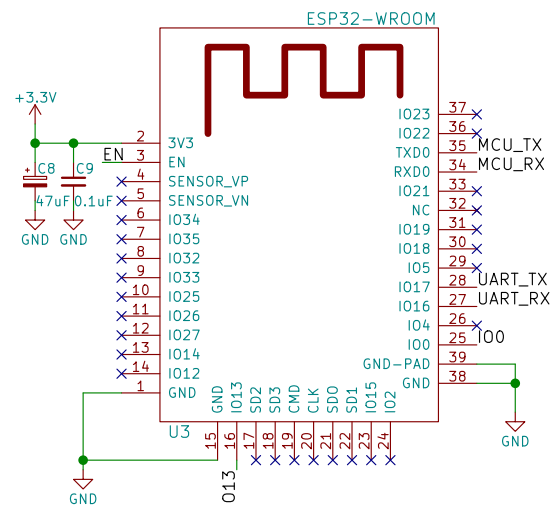 ESP32-WROOM
+3.3V
EN
C8
C9
47uF
0.1uF
GND
GND
2 3V3
3 EN
4 SENSOR_VP
5 SENSOR_VN
6 IO34
7 IO35
8 IO32
9 IO33
10 IO25
11 IO26
12 IO27
13 IO14
14 IO12
1 GND
IO23 37
IO22 36
TXD0 35 MCU_TX
RXD0 34 MCU_RX
IO21 33
NC 32
IO19 31
IO18 30
IO5 29
IO17 28 UART_TX
IO16 27 UART_RX
IO4 26
IO0 25 IO0
GND-PAD 39
GND 38
GND
U3
GND 15
IO13 16
SD2 17
SD3 18
CMD 19
CLK 20
SD0 21
SD1 22
IO15 23
IO2 24
O13
GND